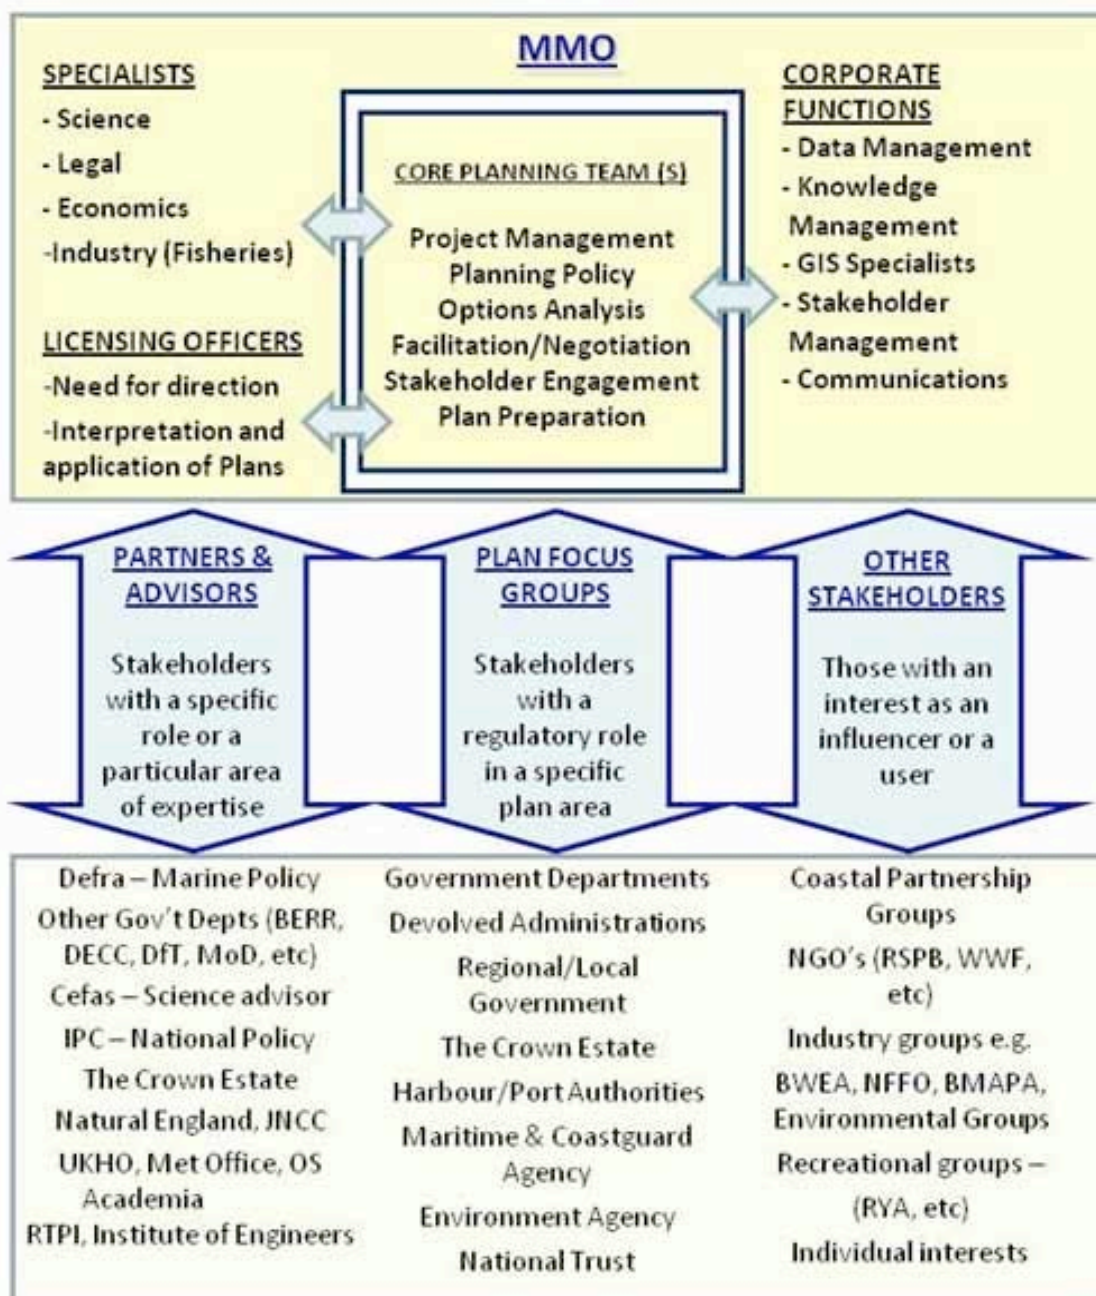 MMO
SPECIALISTS
- Science
- Legal
- Economics
-Industry (Fisheries)
LICENSING OFFICERS
-Need for direction
-Interpretation and
application of Plans
CORE PLANNING TEAM (S)
Project Management
Planning Policy
Options Analysis
Facilitation/Negotiation
Stakeholder Engagement
Plan Preparation
CORPORATE
FUNCTIONS
- Data Management
- Knowledge
Management
- GIS Specialists
- Stakeholder
Management
- Communications
PARTNERS &
ADVISORS
Stakeholders
with a specific
role or a
particular area
of expertise
PLAN FOCUS
GROUPS
Stakeholders
with a
regulatory role
in a specific
plan area
OTHER
STAKEHOLDERS
Those with an
interest as an
influencer or a
user
Defra – Marine Policy
Other Gov't Depts (BERR,
DECC, DfT, MoD, etc)
Cefas – Science advisor
IPC – National Policy
The Crown Estate
Natural England, JNCC
UKHO, Met Office, OS
Academia
RTPI, Institute of Engineers
Government Departments
Devolved Administrations
Regional/Local
Government
The Crown Estate
Harbour/Port Authorities
Maritime & Coastguard
Agency
Environment Agency
National Trust
Coastal Partnership
Groups
NGO's (RSPB, WWF,
etc)
Industry groups e.g.
BWEA, NFFO, BMAPA,
Environmental Groups
Recreational groups –
(RYA, etc)
Individual interests